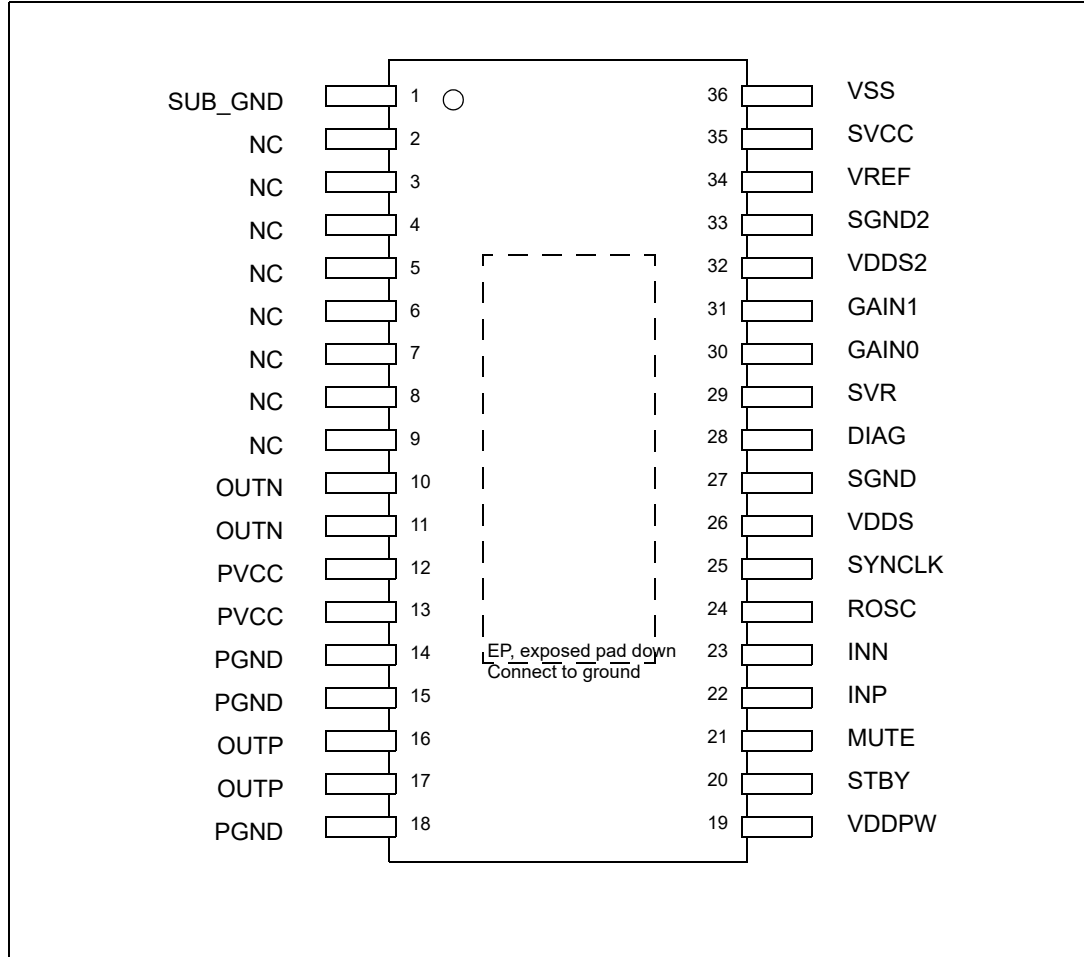 SUB_GND 1 36 VSS
NC 2 35 SVCC
NC 3 34 VREF
NC 4 33 SGND2
NC 5 32 VDDS2
NC 6 31 GAIN1
NC 7 30 GAIN0
NC 8 29 SVR
NC 9 28 DIAG
OUTN 10 27 SGND
OUTN 11 26 VDDS
PVCC 12 25 SYNCLK
PVCC 13 24 ROSC
PGND 14 EP, exposed pad down 23 INN
Connect to ground
PGND 15 22 INP
OUTP 16 21 MUTE
OUTP 17 20 STBY
PGND 18 19 VDDPW